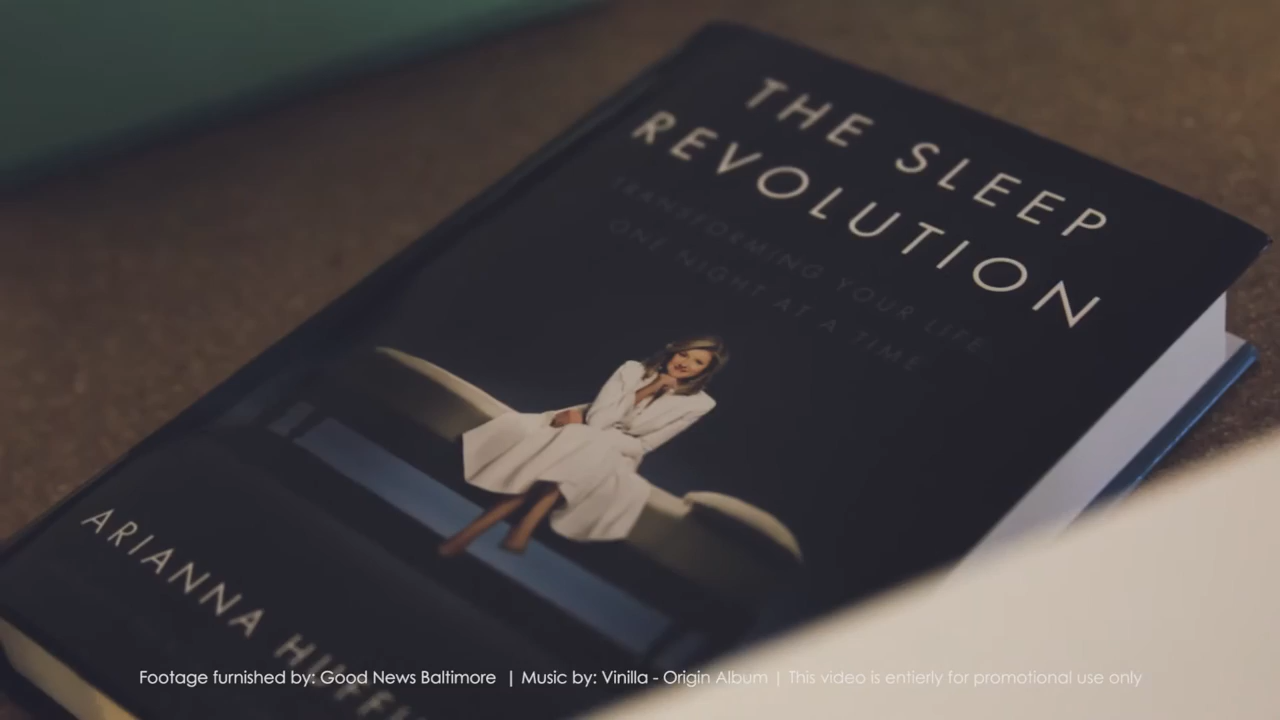 THE SLEEP
REVOLUTION
TRANSFORMING YOUR LIFE,
ONE NIGHT AT A TIME
ARIANNA HUFFI
Footage furnished by: Good News Baltimore | Music by: Vinilla - Origin Album | This video is entierly for promotional use only